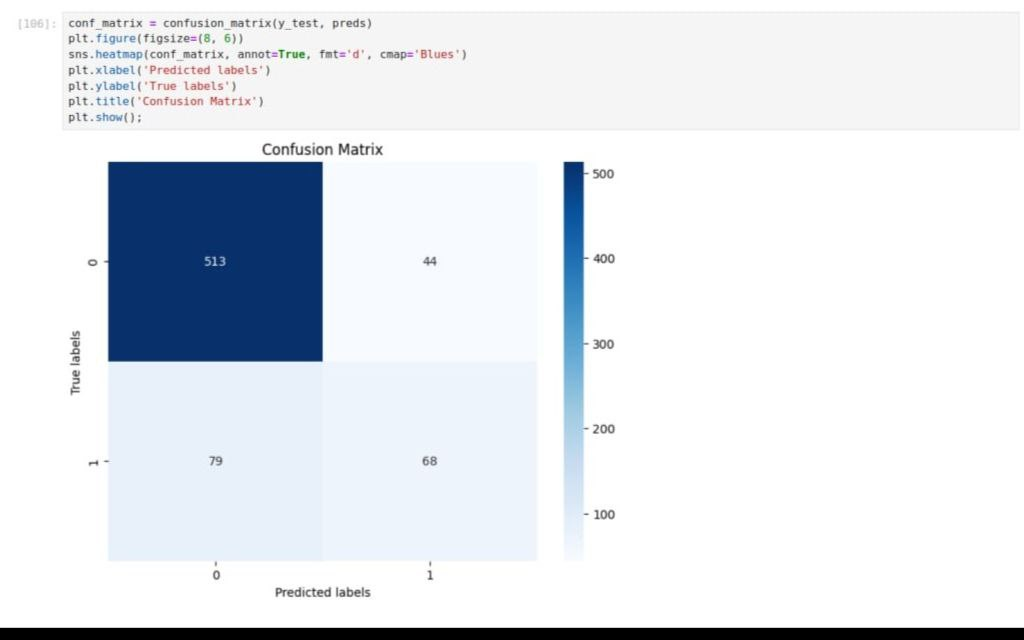 [106]:
conf_matrix = confusion_matrix(y_test, preds)
plt.figure(figsize=(8, 6))
sns.heatmap(conf_matrix, annot=True, fmt='d', cmap='Blues')
plt.xlabel('Predicted labels')
plt.ylabel('True labels')
plt.title('Confusion Matrix')
plt.show();
Confusion Matrix
500
400
300
200
100
513
44
79
68
0
1
True labels
0
1
Predicted labels